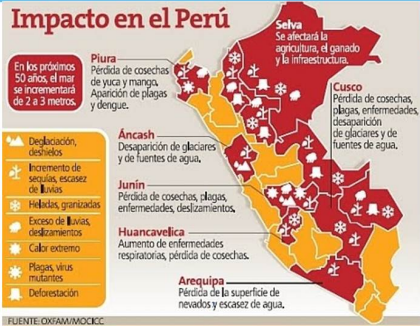 Impacto en el Perú
En los próximos
50 años, el mar
se incrementará
de 2 a 3 metros.
Piura
Pérdida de cosechas
de yuca y mango.
Aparición de plagas
y dengue.
Selva
Se afectará la
agricultura, el ganado
y la infraestructura.
Cusco
Pérdida de cosechas,
plagas, enfermedades,
desaparición
de glaciares y de
fuentes de agua.
Áncash
Desaparición de glaciares
y de fuentes de agua.
Junín
Pérdida de cosechas, plagas,
enfermedades, deslizamientos.
Huancavelica
Aumento de enfermedades
respiratorias, pérdida de cosechas.
Arequipa
Pérdida de la superficie de
nevados y escasez de agua.
Deglaciación,
deshielos
Incremento de
sequías, escasez
de lluvias
Heladas, granizadas
Exceso de lluvias,
deslizamientos
Calor extremo
Plagas, virus
mutantes
Deforestación
FUENTE: OXFAM/MOCICC